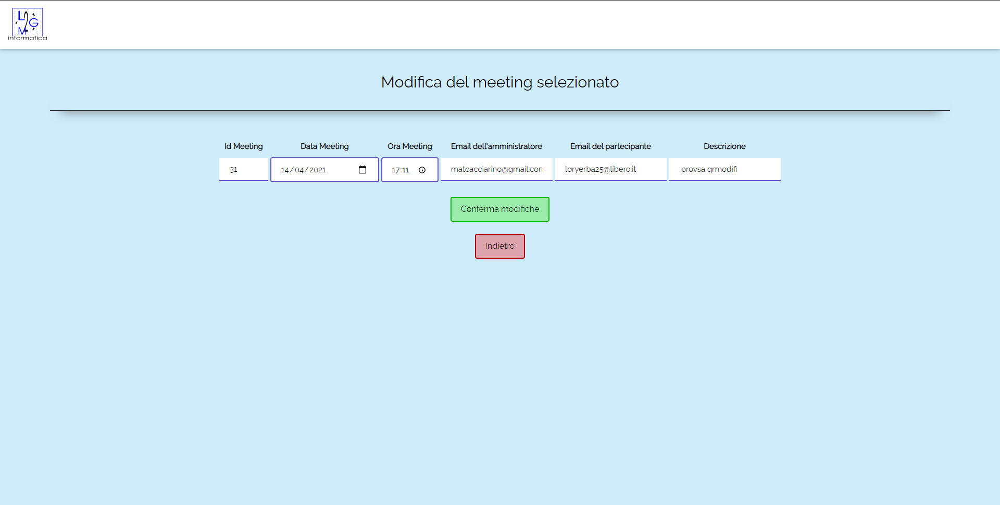 L2GM
informatica
Modifica del meeting selezionato
Id Meeting Data Meeting Ora Meeting Email dell'amministratore Email del partecipante Descrizione
31 14/04/2021 17:11 matcacciarino@gmail.con loryerba25@libero.it provsa qrmodifi
Conferma modifiche
Indietro